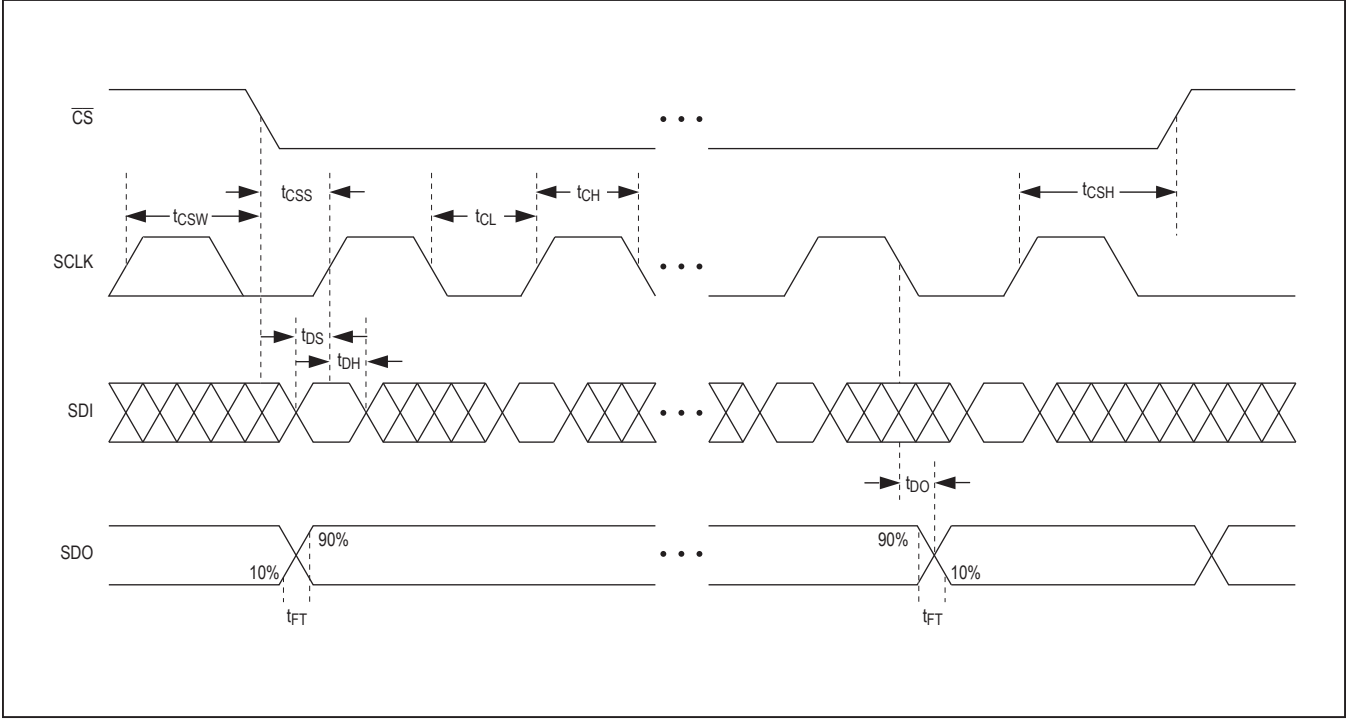 CS
tCSS
tCH
tCSH
tCSW
tCL
SCLK
tDS
tDH
SDI
tDO
SDO
90%
90%
10%
10%
tFT
tFT